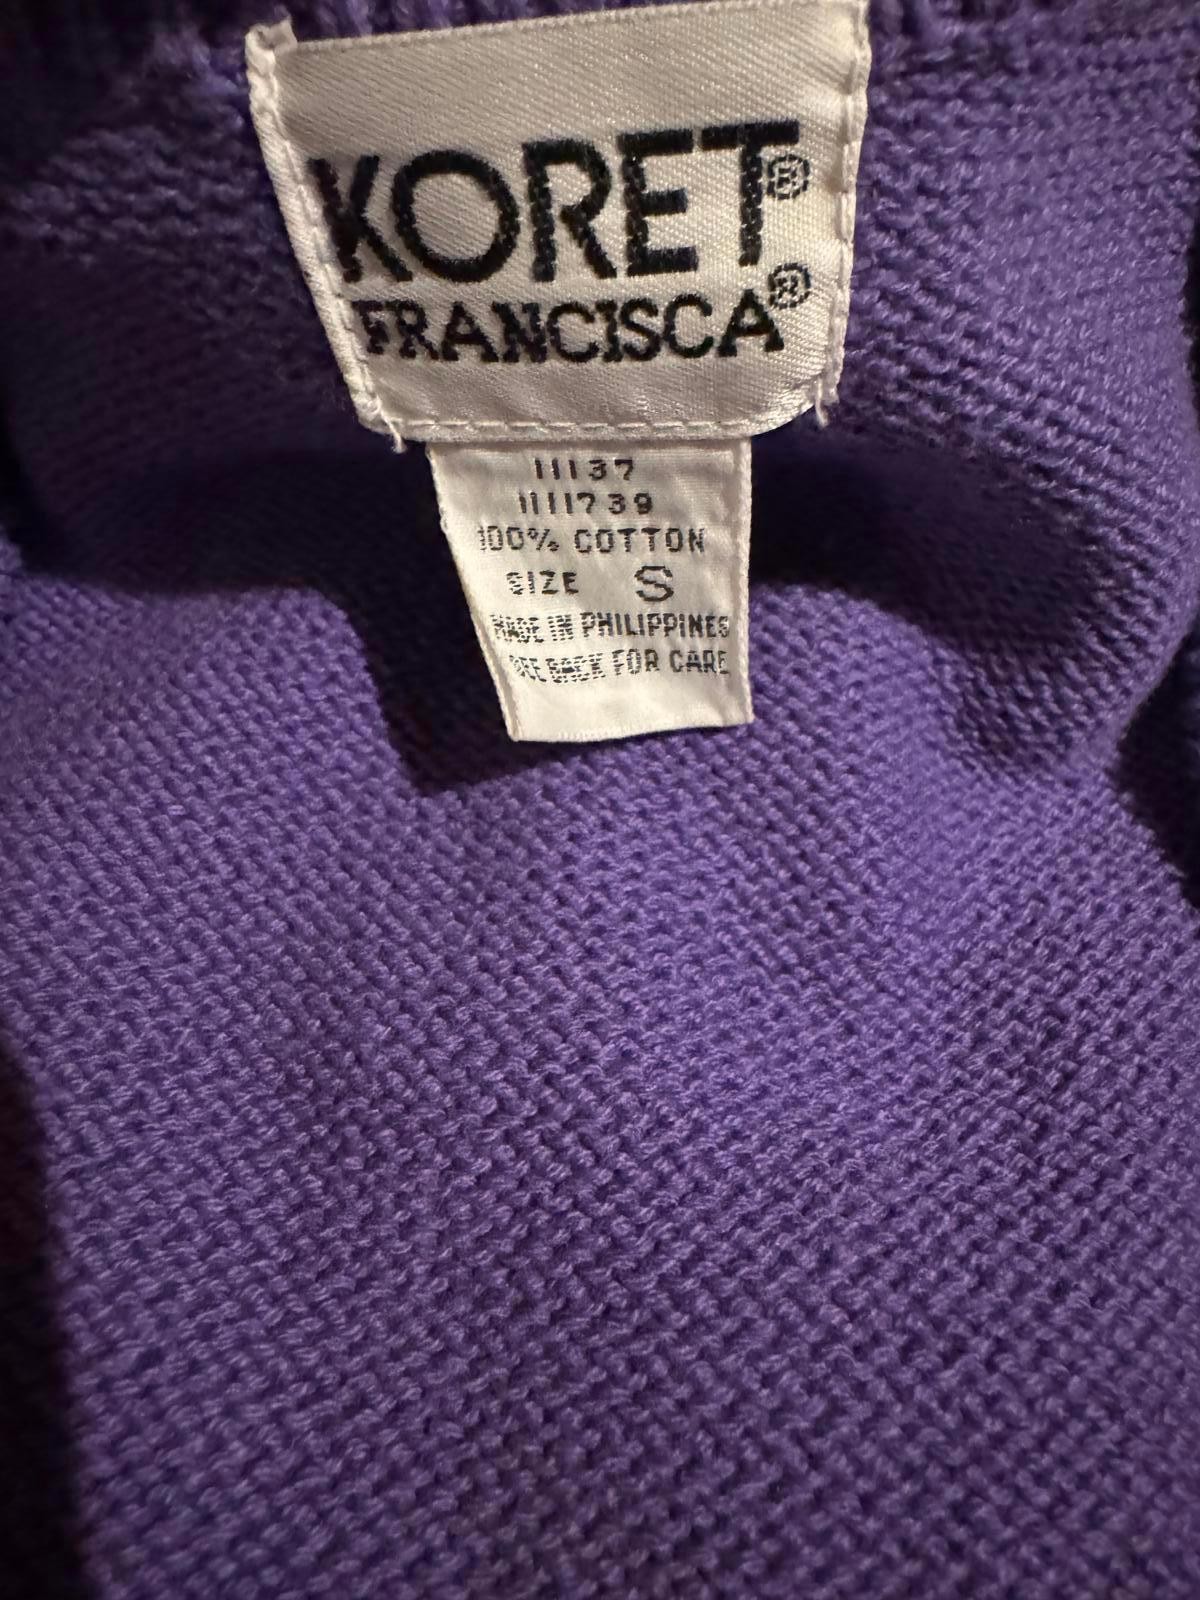 KORET®
FRANCISCA®
11137
1111739
100% COTTON
SIZE S
MADE IN PHILIPPINES
SEE BACK FOR CARE